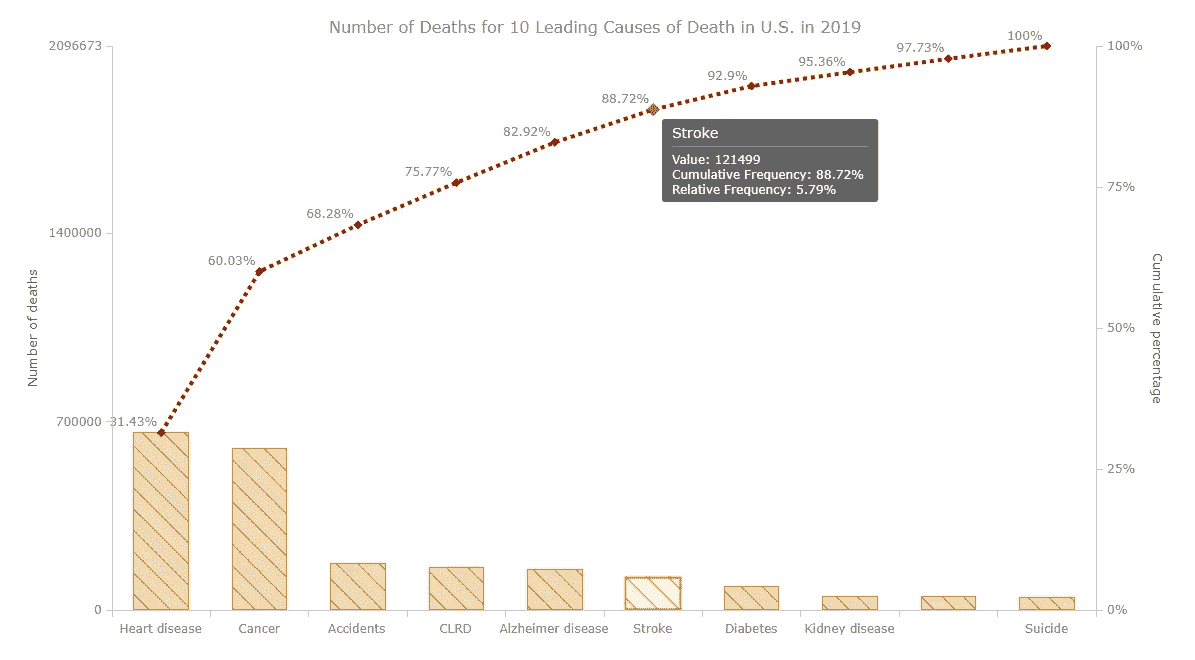 Number of Deaths for 10 Leading Causes of Death in U.S. in 2019
2096673
1400000
700000
0
Number of deaths
31.43%
60.03%
68.28%
75.77%
82.92%
88.72%
92.9%
95.36%
97.73%
100%
Stroke
Value: 121499
Cumulative Frequency: 88.72%
Relative Frequency: 5.79%
100%
75%
50%
25%
0%
Cumulative percentage
Heart disease
Cancer
Accidents
CLRD
Alzheimer disease
Stroke
Diabetes
Kidney disease
Suicide